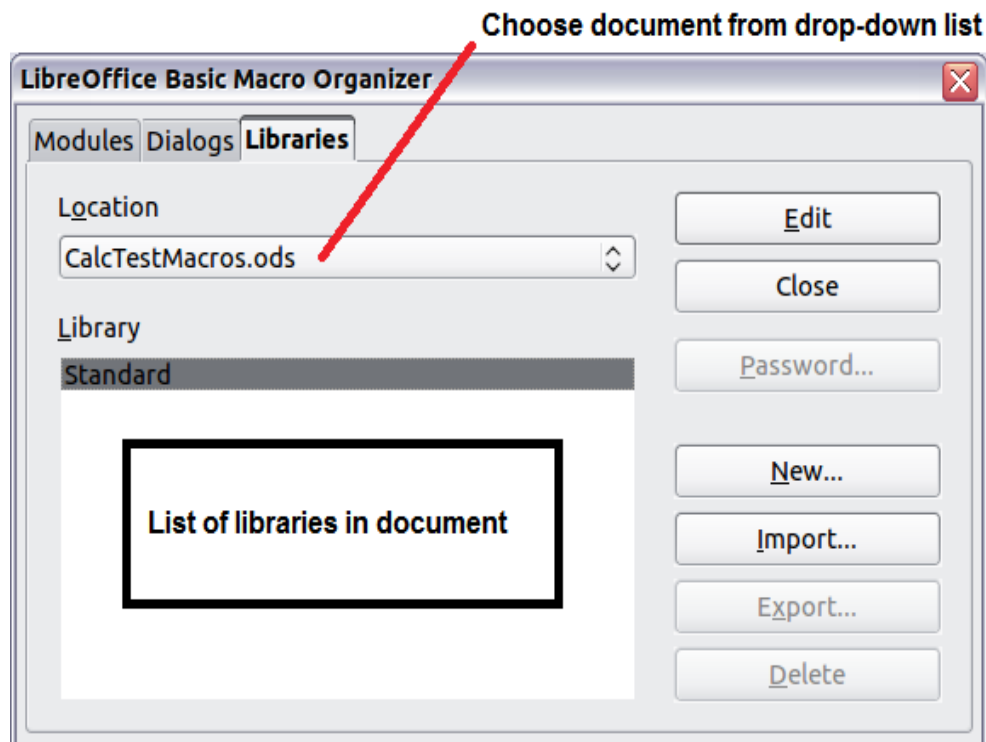 Choose document from drop-down list
LibreOffice Basic Macro Organizer
Modules Dialogs Libraries
Location
CalcTestMacros.ods
Library
Standard
List of libraries in document
Edit
Close
Password...
New...
Import...
Export...
Delete